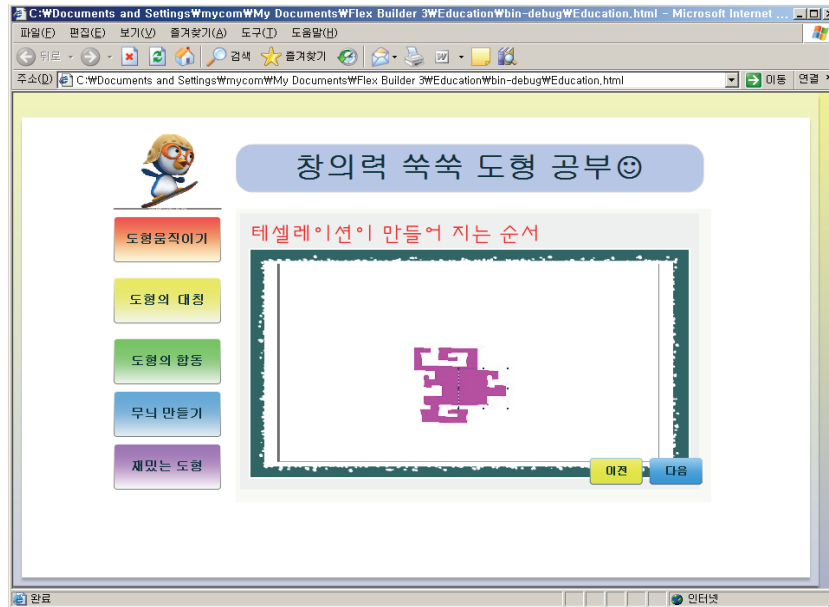 C:₩Documents and Settings₩mycom₩My Documents₩Flex Builder 3₩Education₩bin-debug₩Education.html - Microsoft Internet ...
파일(F) 편집(E) 보기(V) 즐겨찾기(A) 도구(T) 도움말(H)
뒤로 검색 즐겨찾기
주소(D) C:₩Documents and Settings₩mycom₩My Documents₩Flex Builder 3₩Education₩bin-debug₩Education.html 이동 연결
창의력 쑥쑥 도형 공부☺
테셀레이션이 만들어 지는 순서
도형움직이기
도형의 대칭
도형의 합동
무늬 만들기
재밌는 도형
이전 다음
완료 인터넷